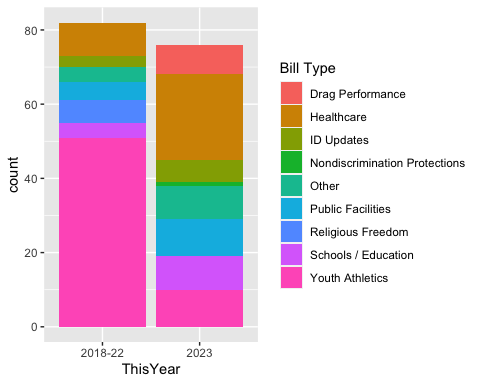 80
60
40
20
0
count
2018-22
2023
ThisYear
Bill Type
Drag Performance
Healthcare
ID Updates
Nondiscrimination Protections
Other
Public Facilities
Religious Freedom
Schools / Education
Youth Athletics